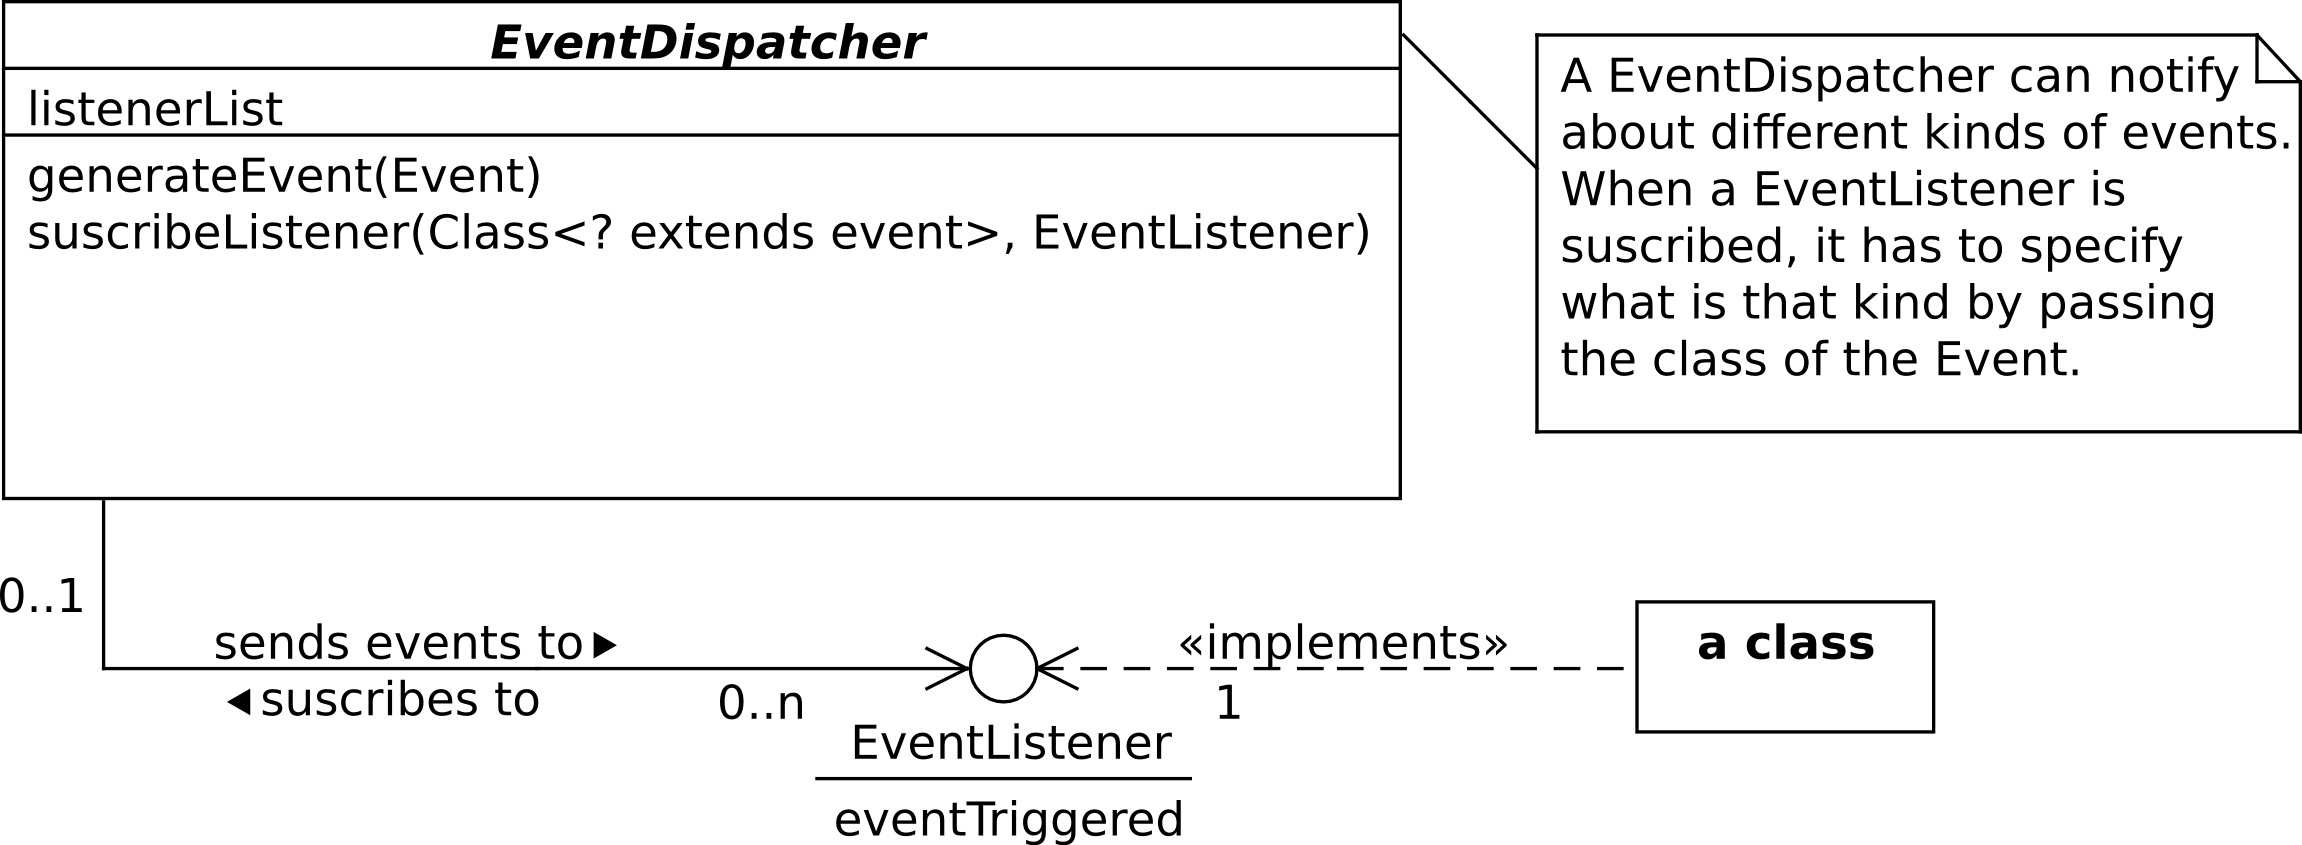 EventDispatcher
listenerList
generateEvent(Event)
suscribeListener(Class<? extends event>, EventListener)
A EventDispatcher can notify
about different kinds of events.
When a EventListener is
suscribed, it has to specify
what is that kind by passing
the class of the Event.
0..1
sends events to
suscribes to
0..n
«implements»
1
a class
EventListener
eventTriggered